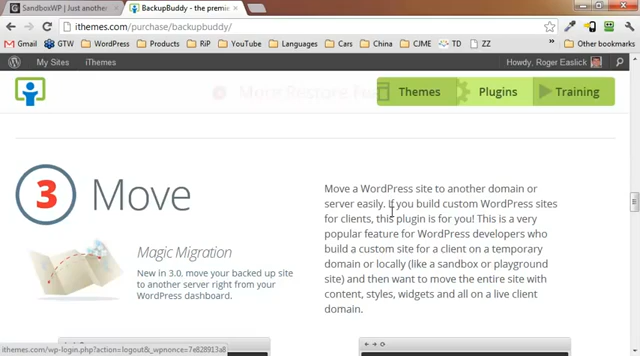 SandboxWP | Just another
BackupBuddy - the premie
ithemes.com/purchase/backupbuddy/
Gmail GTW WordPress Products RiP YouTube Languages Cars CJME TD ZZ Other bookmarks
My Sites iThemes Howdy, Roger Easlick
Themes Plugins Training
3 Move
Magic Migration
New in 3.0, move your backed up site
to another server right from your
WordPress dashboard.
Move a WordPress site to another domain or
server easily. If you build custom WordPress sites
for clients, this plugin is for you! This is a very
popular feature for WordPress developers who
build a custom site for a client on a temporary
domain or locally (like a sandbox or playground
site) and then want to move the entire site with
content, styles, widgets and all on a live client
domain.
ithemes.com/wp-login.php?action=logout&_wpnonce=7e828913a8